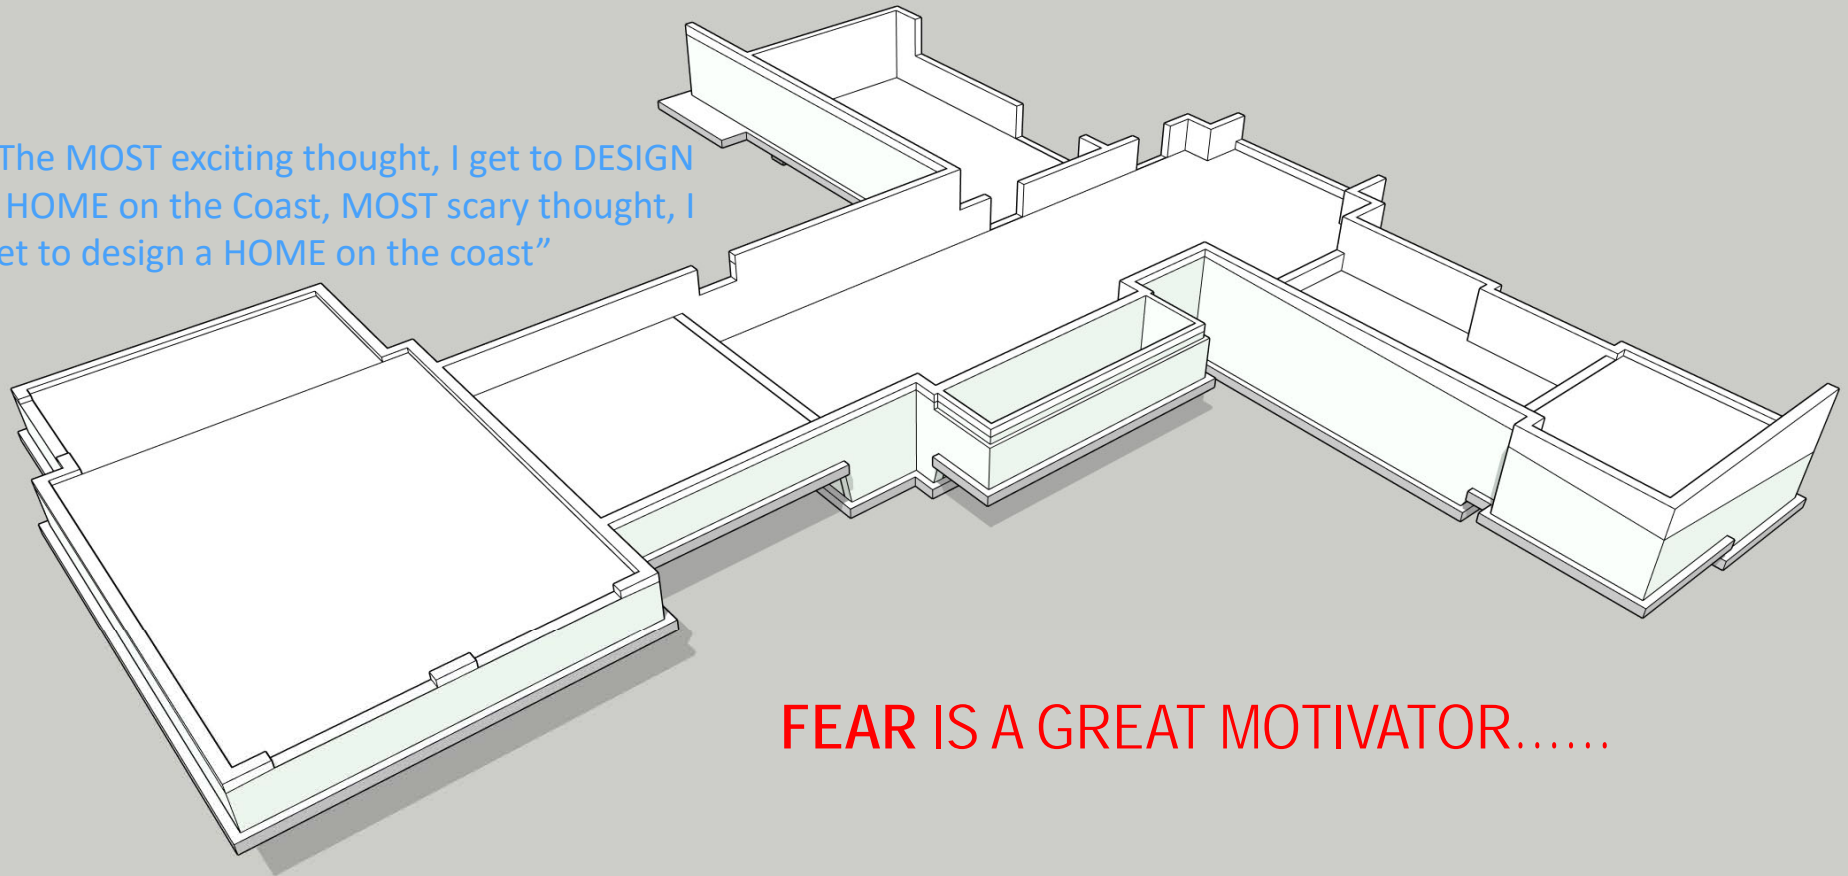 The MOST exciting thought, I get to DESIGN
HOME on the Coast, MOST scary thought, I
et to design a HOME on the coast”
FEAR IS A GREAT MOTIVATOR......